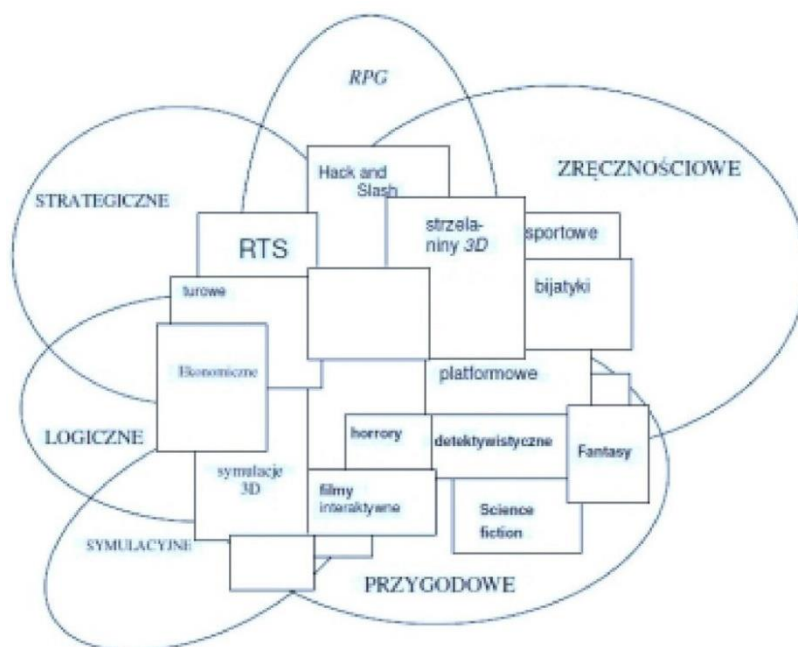 RPG
ZRĘCZNOŚCIOWE
Hack and
Slash
STRATEGICZNE
strzela-
niny 3D
sportowe
RTS
turowe
bijatyki
Ekonomiczne
platformowe
LOGICZNE
horrory
detektywistyczne
Fantasy
symulacje
3D
filmy
interaktywne
Science
fiction
SYMULACYJNE
PRZYGODOWE